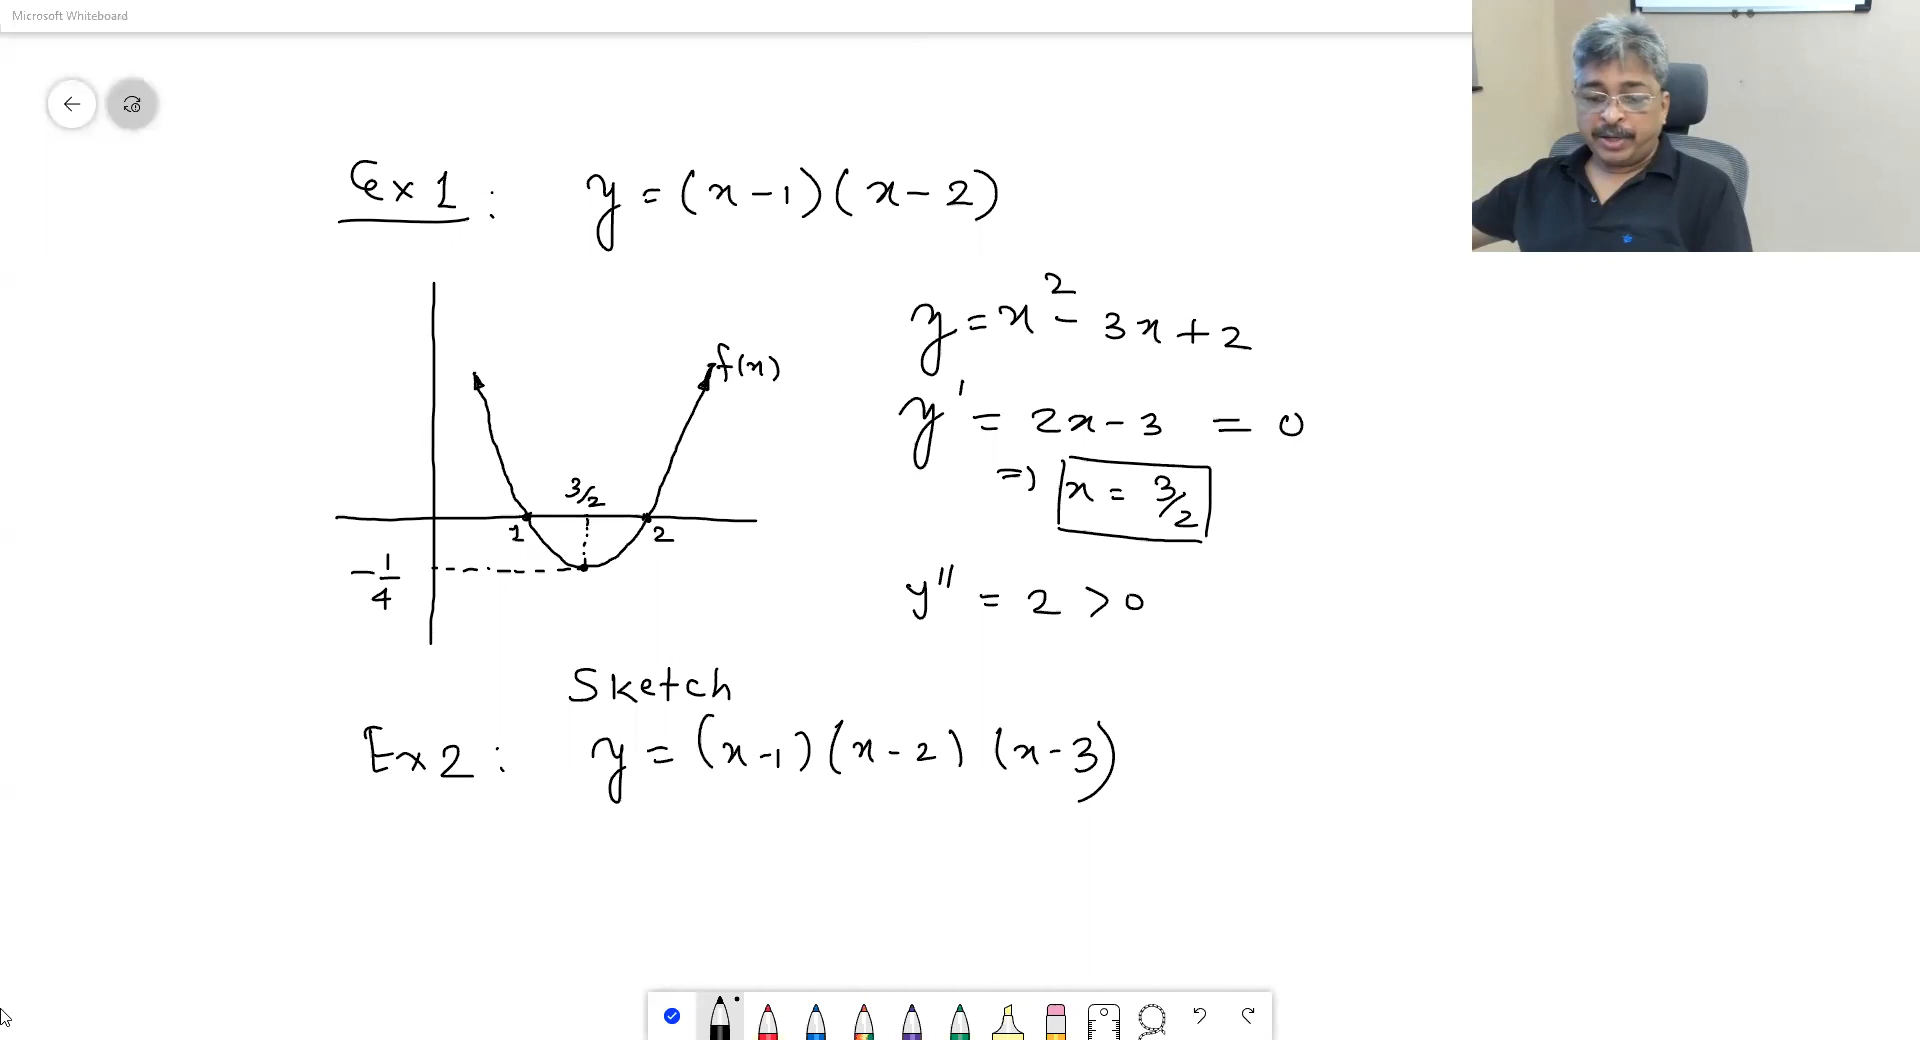 Microsoft Whiteboard
Ex 1 : y = (x-1)(x-2)
y = x² - 3x + 2
f(x)
y' = 2x - 3 = 0
3/2
=> x = 3/2
1 2
-1/4
y'' = 2 > 0
Sketch
Ex 2 : y = (x-1)(x-2)(x-3)